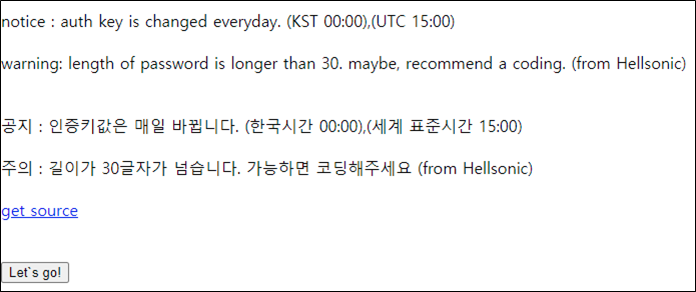 notice : auth key is changed everyday. (KST 00:00),(UTC 15:00)
warning: length of password is longer than 30. maybe, recommend a coding. (from Hellsonic)
공지 : 인증키값은 매일 바뀝니다. (한국시간 00:00),(세계 표준시간 15:00)
주의 : 길이가 30글자가 넘습니다. 가능하면 코딩해주세요 (from Hellsonic)
get source
Let`s go!